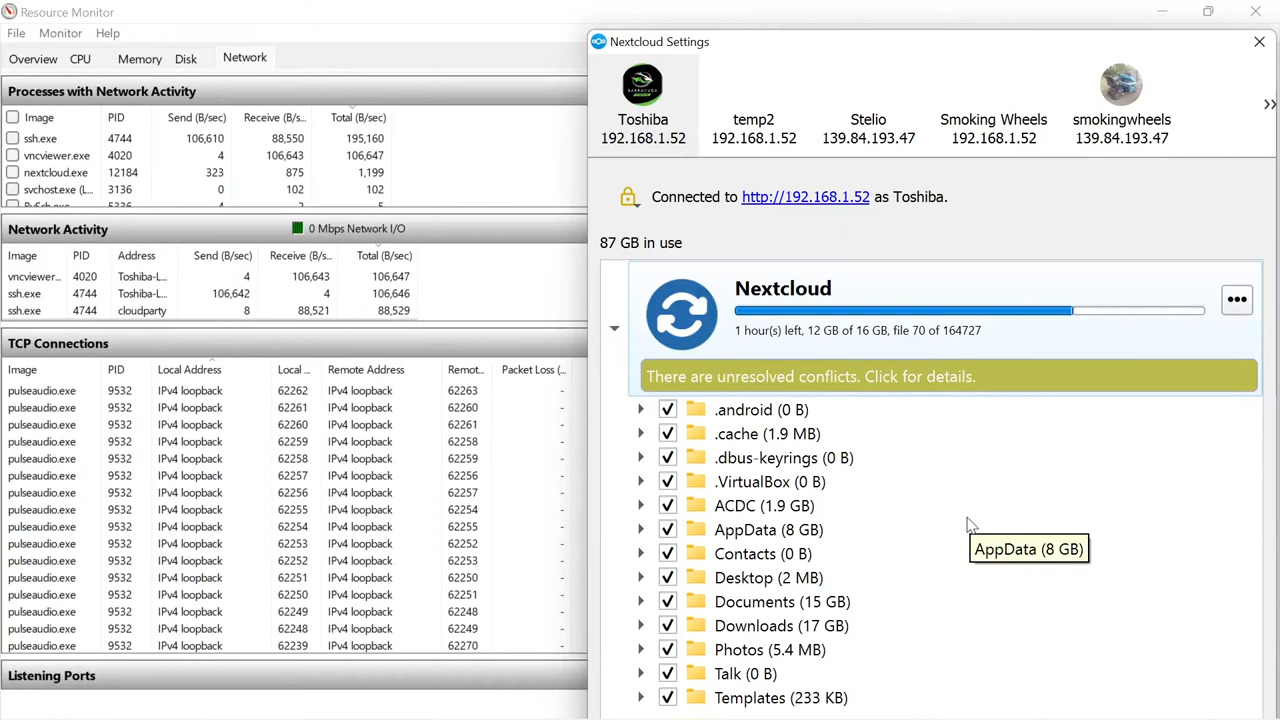 Resource Monitor
File Monitor Help
Overview CPU Memory Disk Network
Processes with Network Activity
Image PID Send (B/sec) Receive (B/s... Total (B/sec)
ssh.exe 4744 106,610 88,550 195,160
vncviewer.exe 4020 4 106,643 106,647
nextcloud.exe 12184 323 875 1,199
svchost.exe (L... 3136 0 102 102
Network Activity 0 Mbps Network I/O
Image PID Address Send (B/sec) Receive (B/s... Total (B/sec)
vncviewer... 4020 Toshiba-L... 4 106,643 106,647
ssh.exe 4744 Toshiba-L... 106,642 4 106,646
ssh.exe 4744 cloudparty 8 88,521 88,529
TCP Connections
Image PID Local Address Local ... Remote Address Remot... Packet Loss (...
pulseaudio.exe 9532 IPv4 loopback 62262 IPv4 loopback 62263 -
pulseaudio.exe 9532 IPv4 loopback 62261 IPv4 loopback 62260 -
pulseaudio.exe 9532 IPv4 loopback 62260 IPv4 loopback 62261 -
pulseaudio.exe 9532 IPv4 loopback 62259 IPv4 loopback 62258 -
pulseaudio.exe 9532 IPv4 loopback 62258 IPv4 loopback 62259 -
pulseaudio.exe 9532 IPv4 loopback 62257 IPv4 loopback 62256 -
pulseaudio.exe 9532 IPv4 loopback 62256 IPv4 loopback 62257 -
pulseaudio.exe 9532 IPv4 loopback 62255 IPv4 loopback 62254 -
pulseaudio.exe 9532 IPv4 loopback 62254 IPv4 loopback 62255 -
pulseaudio.exe 9532 IPv4 loopback 62253 IPv4 loopback 62252 -
pulseaudio.exe 9532 IPv4 loopback 62252 IPv4 loopback 62253 -
pulseaudio.exe 9532 IPv4 loopback 62251 IPv4 loopback 62250 -
pulseaudio.exe 9532 IPv4 loopback 62250 IPv4 loopback 62251 -
pulseaudio.exe 9532 IPv4 loopback 62249 IPv4 loopback 62248 -
pulseaudio.exe 9532 IPv4 loopback 62248 IPv4 loopback 62249 -
pulseaudio.exe 9532 IPv4 loopback 62239 IPv4 loopback 62270 -
Listening Ports
Nextcloud Settings
BARRACUDA
Toshiba temp2 Stelio Smoking Wheels smokingwheels
192.168.1.52 192.168.1.52 139.84.193.47 192.168.1.52 139.84.193.47
Connected to http://192.168.1.52 as Toshiba.
87 GB in use
Nextcloud
1 hour(s) left, 12 GB of 16 GB, file 70 of 164727
There are unresolved conflicts. Click for details.
.android (0 B)
.cache (1.9 MB)
.dbus-keyrings (0 B)
.VirtualBox (0 B)
ACDC (1.9 GB)
AppData (8 GB)
Contacts (0 B)
AppData (8 GB)
Desktop (2 MB)
Documents (15 GB)
Downloads (17 GB)
Photos (5.4 MB)
Talk (0 B)
Templates (233 KB)